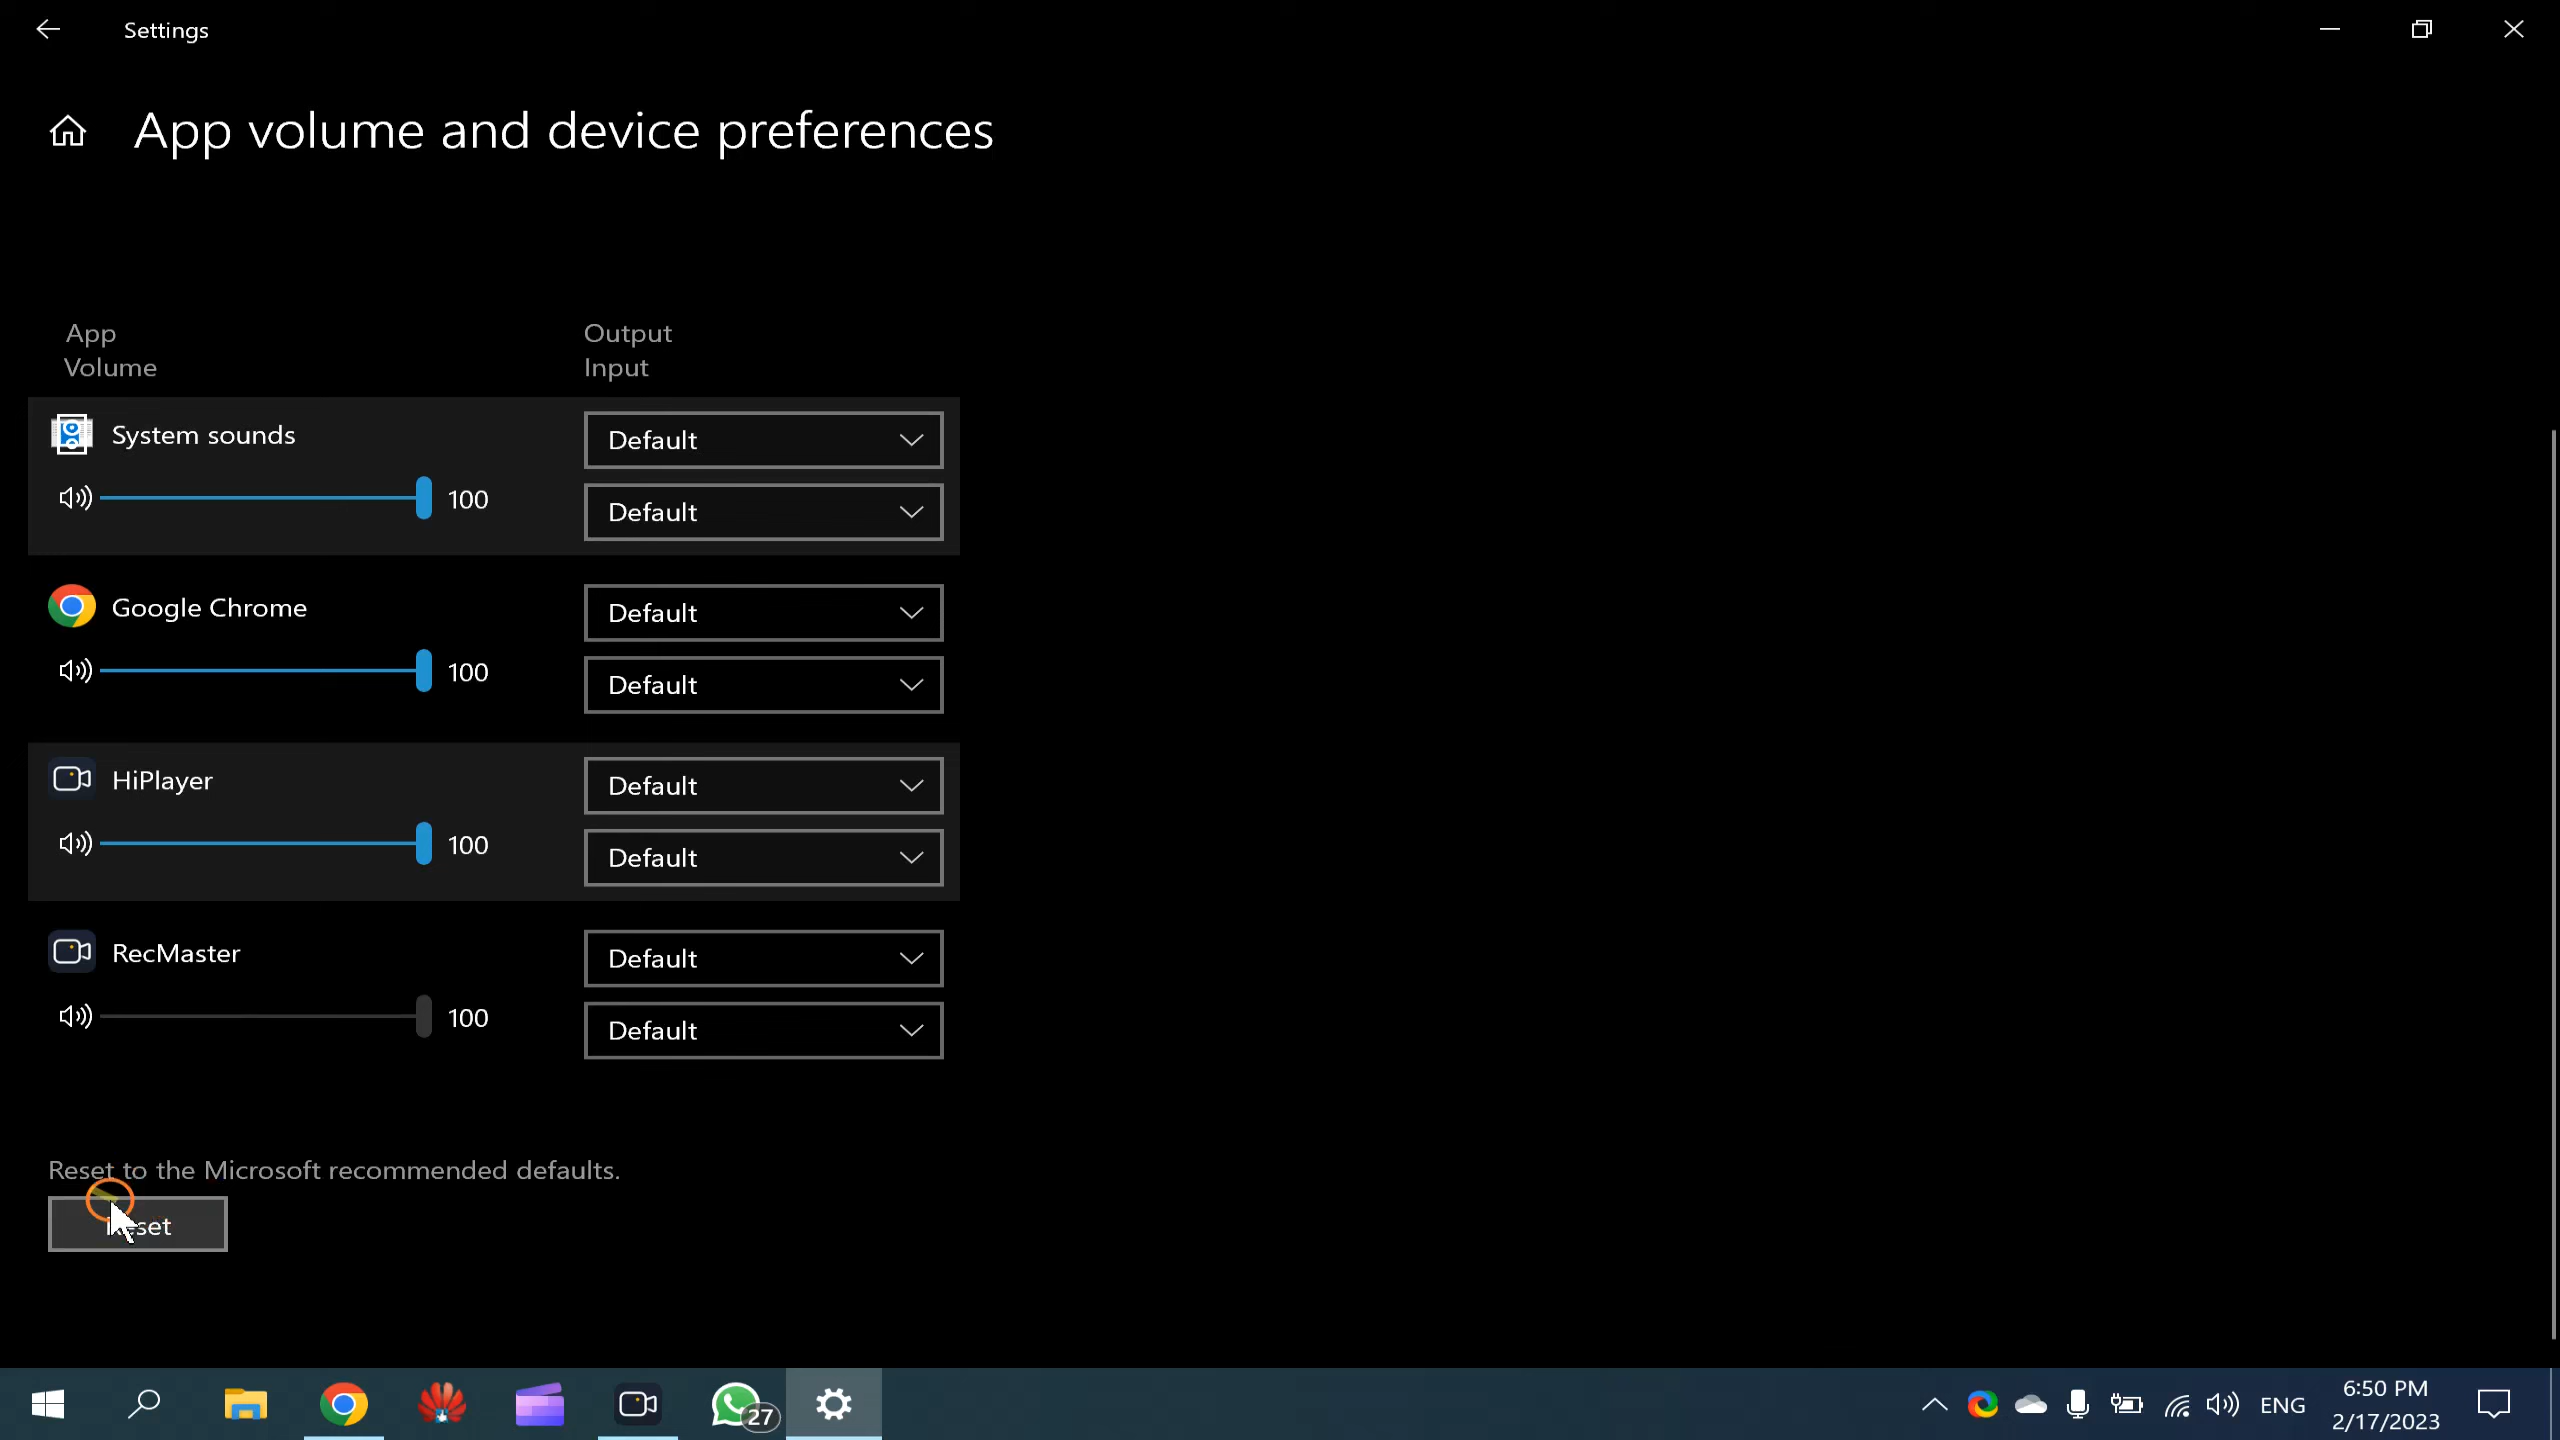 Settings
App volume and device preferences
App
Volume
Output
Input
System sounds
Default
100
Default
Google Chrome
Default
100
Default
HiPlayer
Default
100
Default
RecMaster
Default
100
Default
Reset to the Microsoft recommended defaults.
Reset
27
ENG
6:50 PM
2/17/2023